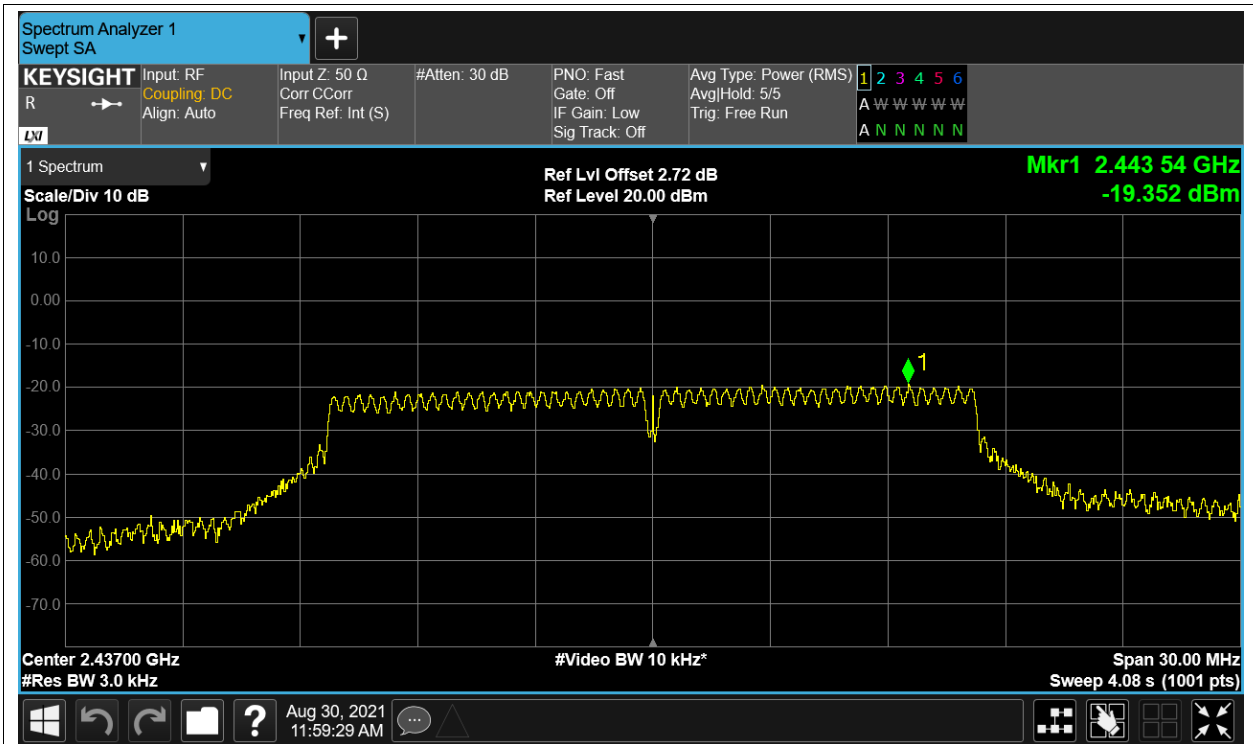 Spectrum Analyzer 1
Swept SA
KEYSIGHT
R
LXI
Input: RF
Coupling: DC
Align: Auto
Input Z: 50 Ω
Corr CCorr
Freq Ref: Int (S)
#Atten: 30 dB
PNO: Fast
Gate: Off
IF Gain: Low
Sig Track: Off
Avg Type: Power (RMS)
Avg|Hold: 5/5
Trig: Free Run
1 2 3 4 5 6
A W W W W W
A N N N N N
1 Spectrum
Scale/Div 10 dB
Log
Ref Lvl Offset 2.72 dB
Ref Level 20.00 dBm
Mkr1 2.443 54 GHz
-19.352 dBm
10.0
0.00
-10.0
1
-20.0
-30.0
-40.0
-50.0
-60.0
-70.0
Center 2.43700 GHz
#Res BW 3.0 kHz
#Video BW 10 kHz*
Span 30.00 MHz
Sweep 4.08 s (1001 pts)
?
Aug 30, 2021
11:59:29 AM